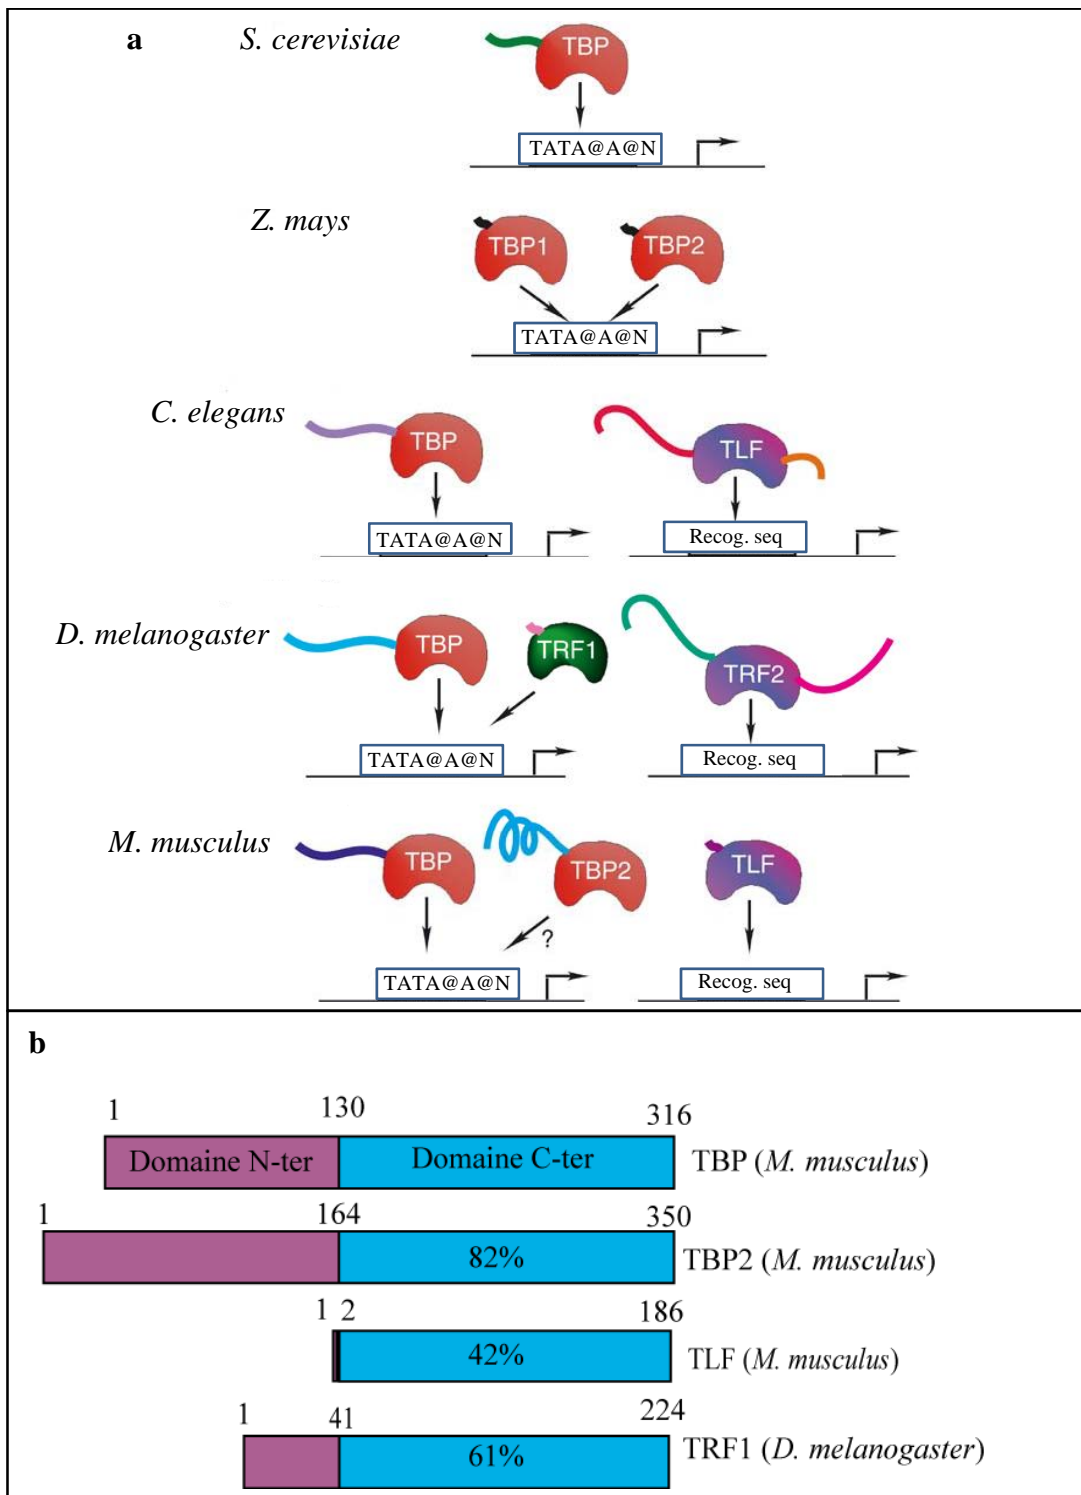 a
S. cerevisiae
TBP
TATA@A@N
Z. mays
TBP1
TBP2
TATA@A@N
C. elegans
TBP
TLF
TATA@A@N
Recog. seq
D. melanogaster
TBP
TRF1
TRF2
TATA@A@N
Recog. seq
M. musculus
TBP
TBP2
TLF
?
TATA@A@N
Recog. seq
b
1 130 316
Domaine N-ter Domaine C-ter TBP (M. musculus)
1 164 350
82% TBP2 (M. musculus)
1 2 186
42% TLF (M. musculus)
1 41 224
61% TRF1 (D. melanogaster)